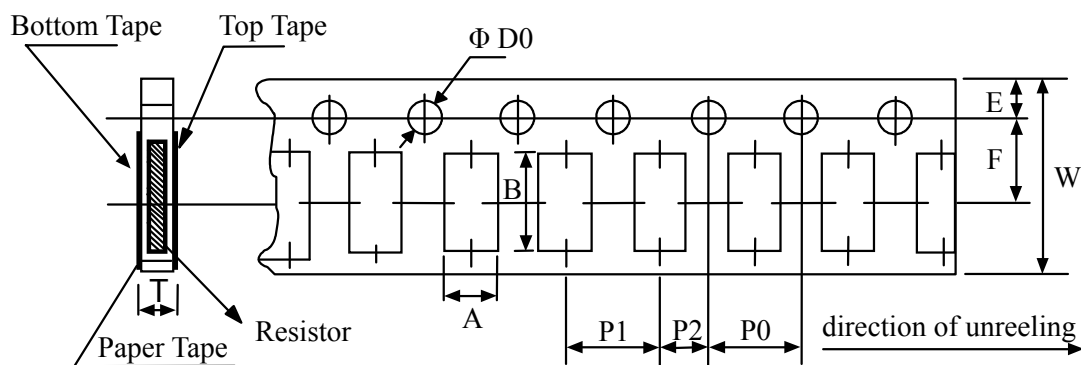 Bottom Tape
Top Tape
Φ D0
E
F
W
B
T
A
P1
P2
P0
Resistor
Paper Tape
direction of unreeling